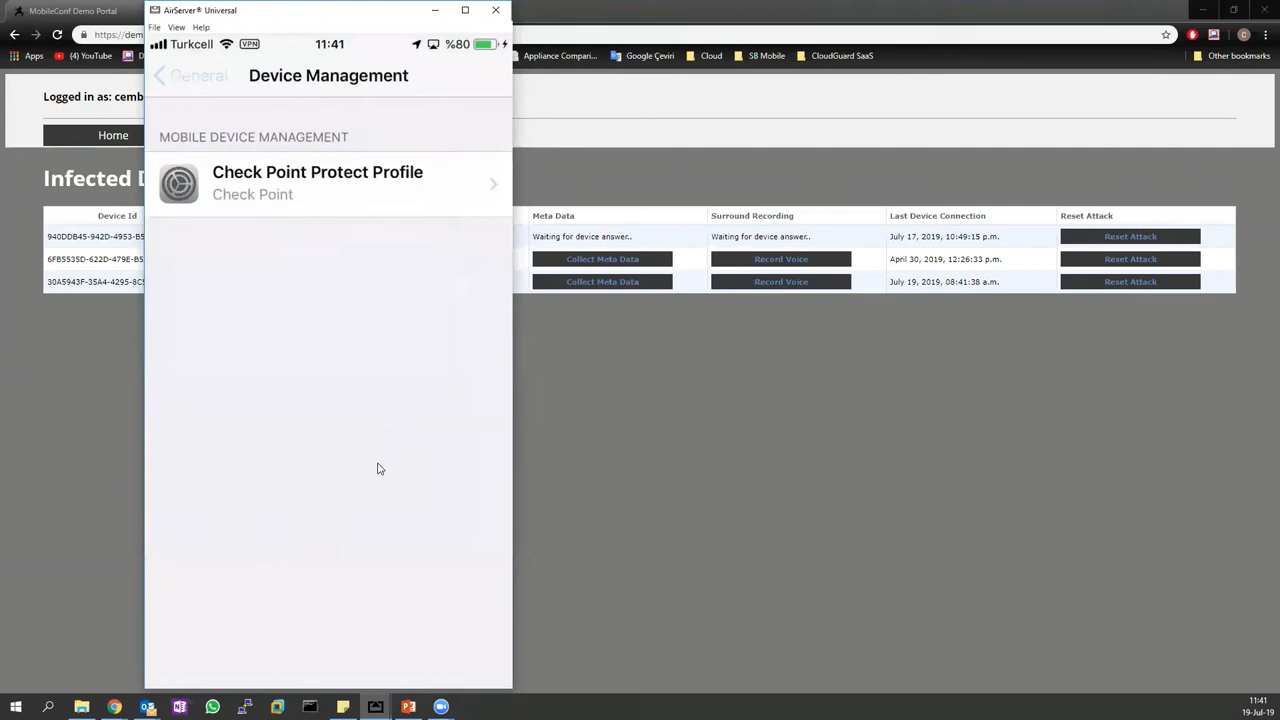 MobileConf Demo Portal
AirServer® Universal
File View Help
https://dem
Apps
(4) YouTube
Appliance Compari...
Google Çeviri
Cloud
SB Mobile
CloudGuard SaaS
Other bookmarks
Turkcell VPN 11:41 %80
General Device Management
MOBILE DEVICE MANAGEMENT
Check Point Protect Profile
Check Point
Logged in as: cemb
Home
Infected D
Device Id Meta Data Surround Recording Last Device Connection Reset Attack
940DDB45-942D-4953-B5 Waiting for device answer.. Waiting for device answer.. July 17, 2019, 10:49:15 p.m. Reset Attack
6FB5535D-622D-479E-B5 Collect Meta Data Record Voice April 30, 2019, 12:26:33 p.m. Reset Attack
30A5943F-35A4-4295-8C5 Collect Meta Data Record Voice July 19, 2019, 08:41:38 a.m. Reset Attack
11:41
19-Jul-19